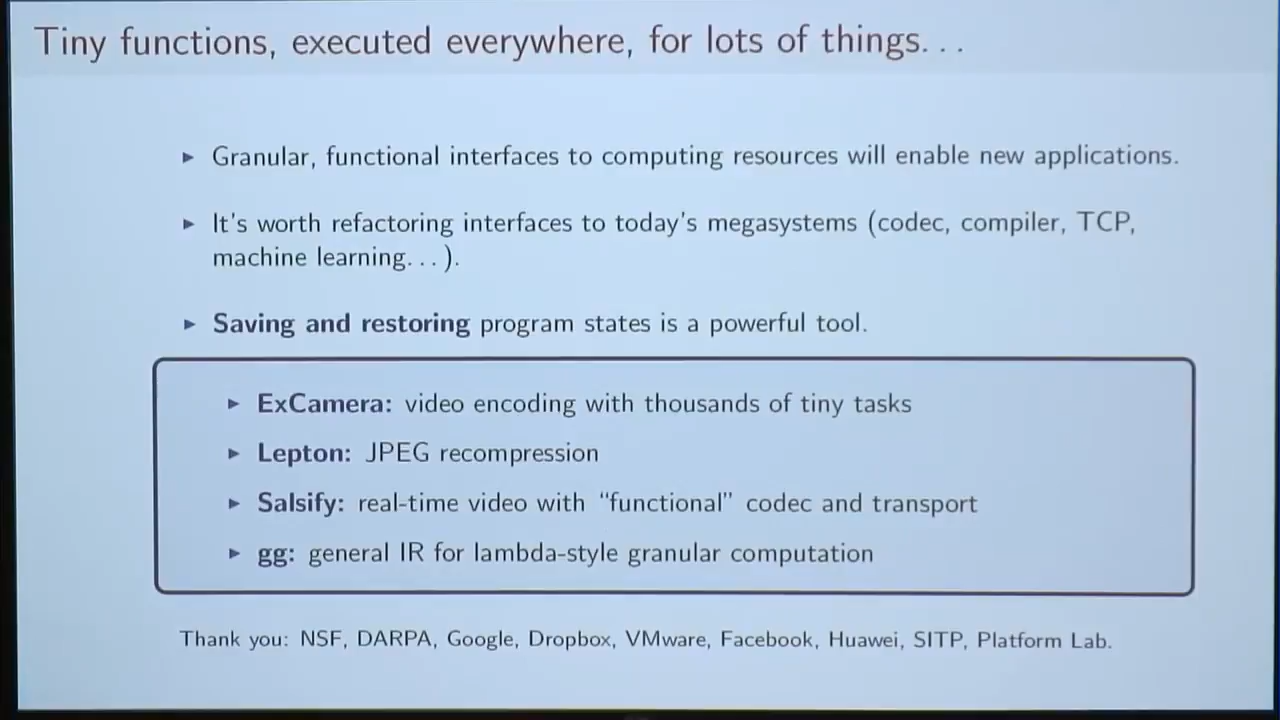 Tiny functions, executed everywhere, for lots of things...
► Granular, functional interfaces to computing resources will enable new applications.
► It's worth refactoring interfaces to today's megasystems (codec, compiler, TCP,
machine learning...).
► Saving and restoring program states is a powerful tool.
► ExCamera: video encoding with thousands of tiny tasks
► Lepton: JPEG recompression
► Salsify: real-time video with “functional” codec and transport
► gg: general IR for lambda-style granular computation
Thank you: NSF, DARPA, Google, Dropbox, VMware, Facebook, Huawei, SITP, Platform Lab.